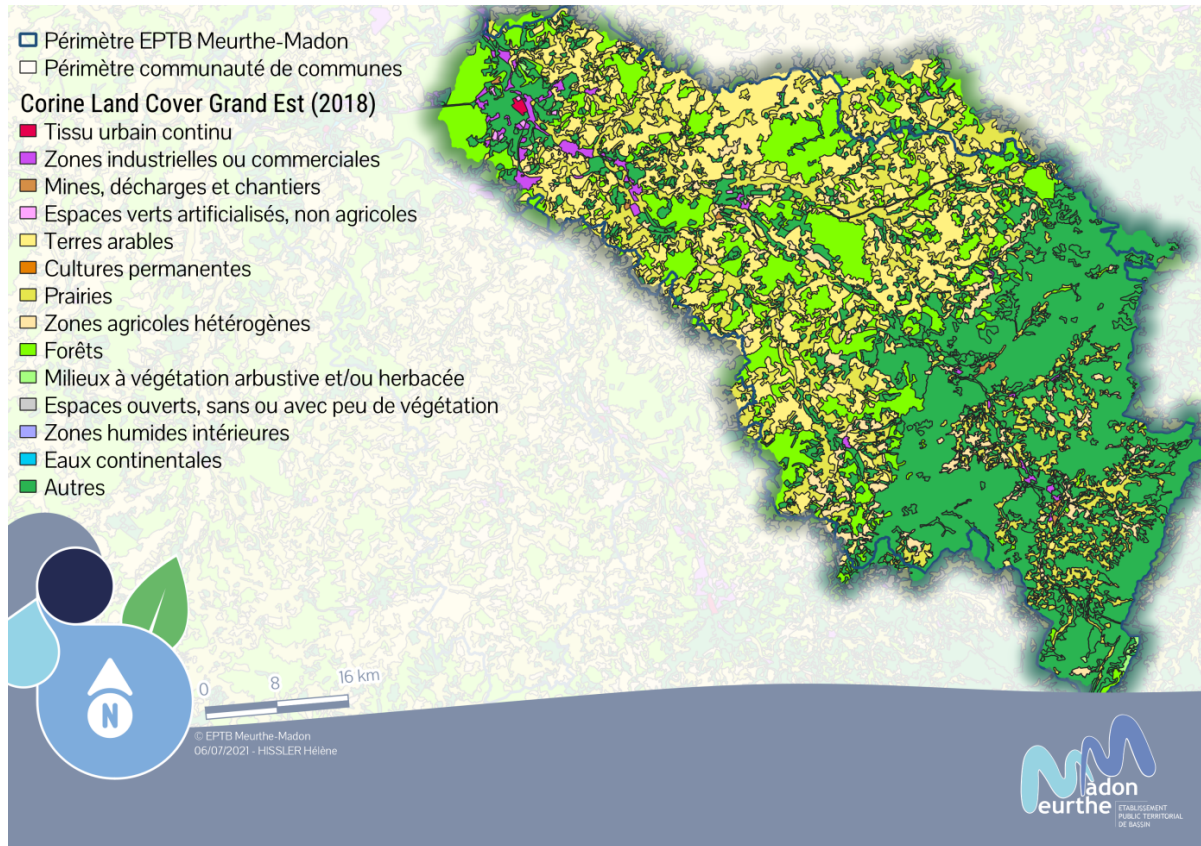 Périmètre EPTB Meurthe-Madon
Périmètre communauté de communes
Corine Land Cover Grand Est (2018)
Tissu urbain continu
Zones industrielles ou commerciales
Mines, décharges et chantiers
Espaces verts artificialisés, non agricoles
Terres arables
Cultures permanentes
Prairies
Zones agricoles hétérogènes
Forêts
Milieux à végétation arbustive et/ou herbacée
Espaces ouverts, sans ou avec peu de végétation
Zones humides intérieures
Eaux continentales
Autres
N
0 8 16 km
© EPTB Meurthe-Madon
06/07/2021 - HISSLER Hélène
Madon
Meurthe
ETABLISSEMENT
PUBLIC TERRITORIAL
DE BASSIN